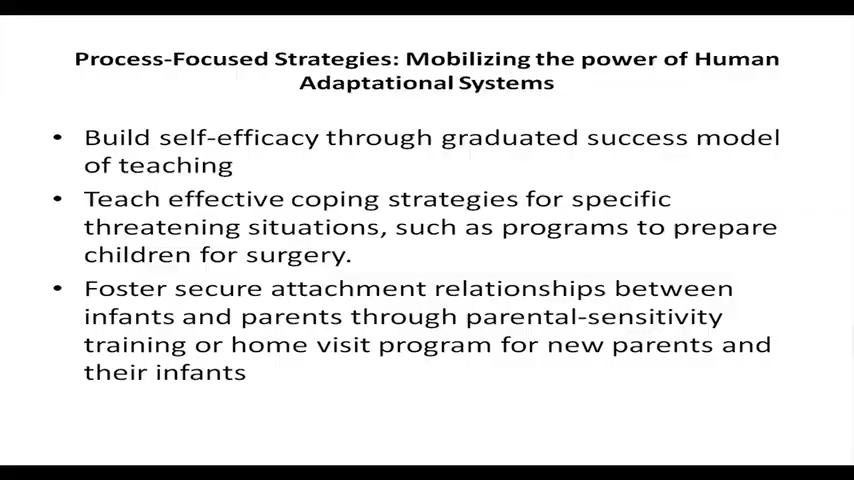 Process-Focused Strategies: Mobilizing the power of Human
Adaptational Systems
• Build self-efficacy through graduated success model
of teaching
• Teach effective coping strategies for specific
threatening situations, such as programs to prepare
children for surgery.
• Foster secure attachment relationships between
infants and parents through parental-sensitivity
training or home visit program for new parents and
their infants